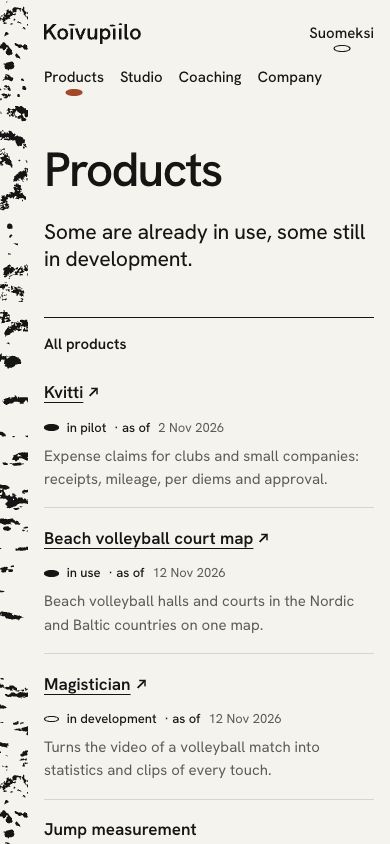 Koivupiilo
Suomeksi
Products Studio Coaching Company
Products
Some are already in use, some still
in development.
All products
Kvitti ↗
in pilot · as of 2 Nov 2026
Expense claims for clubs and small companies:
receipts, mileage, per diems and approval.
Beach volleyball court map ↗
in use · as of 12 Nov 2026
Beach volleyball halls and courts in the Nordic
and Baltic countries on one map.
Magistician ↗
in development · as of 12 Nov 2026
Turns the video of a volleyball match into
statistics and clips of every touch.
Jump measurement